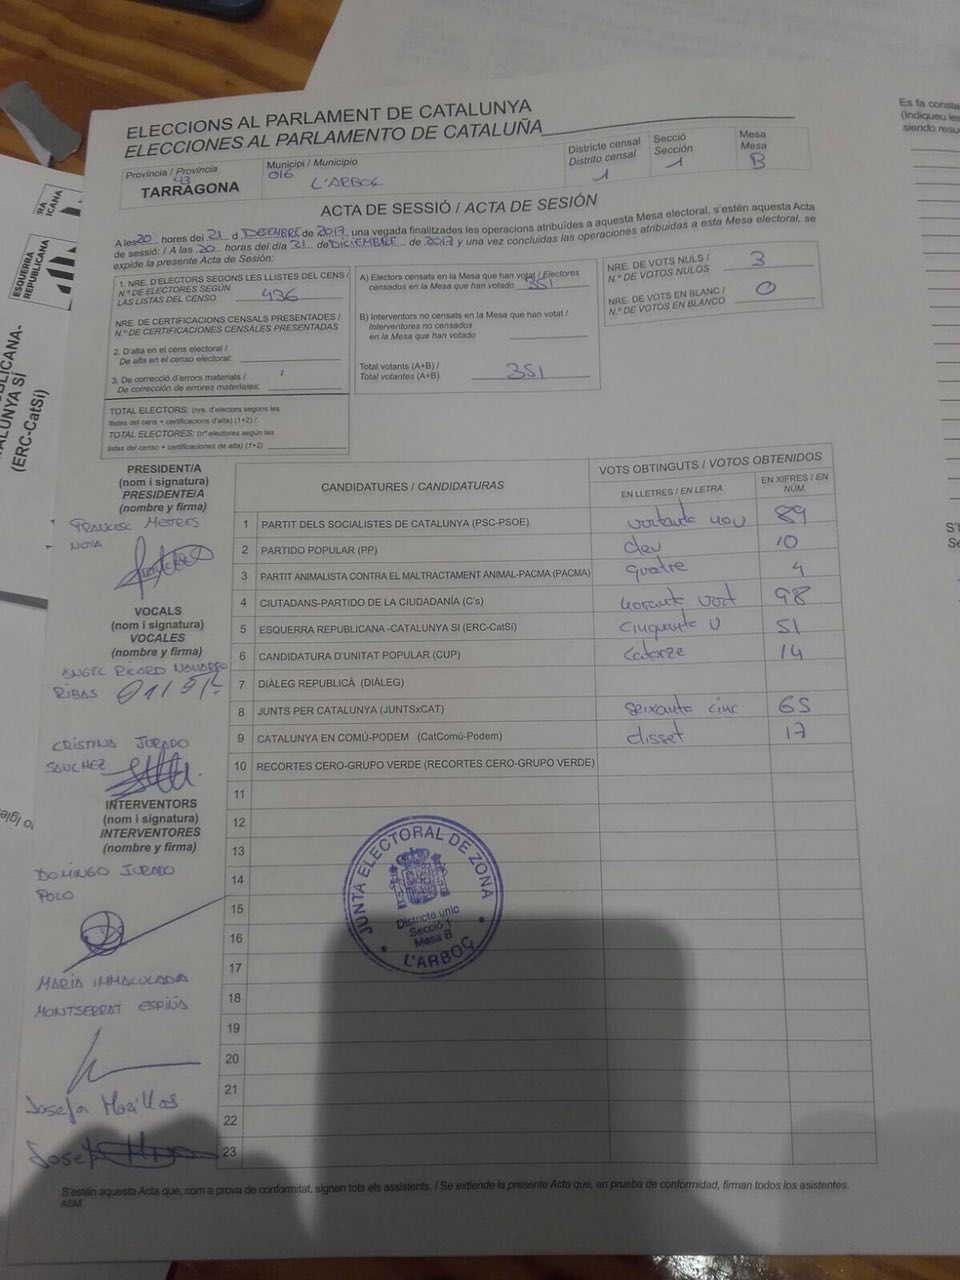 ELECCIONS AL PARLAMENT DE CATALUNYA
ELECCIONES AL PARLAMENTO DE CATALUÑA
Província / Provincia
43
TARRAGONA
Municipi / Municipio
016
L'ARBOÇ
Districte censal
Distrito censal
1
Secció
Sección
1
Mesa
Mesa
B
ACTA DE SESSIÓ / ACTA DE SESIÓN
A les 20 hores del 21 d DESEMBRE de 2017, una vegada finalitzades les operacions atribuïdes a aquesta Mesa electoral, s'estén aquesta Acta
de sessió: / A las 20 horas del día 21 de DICIEMBRE de 2017 y una vez concluidas las operaciones atribuidas a esta Mesa electoral, se
expide la presente Acta de Sesión:
1. NRE. D'ELECTORS SEGONS LES LLISTES DEL CENS /
N.º DE ELECTORES SEGÚN
LAS LISTAS DEL CENSO 436
NRE. DE CERTIFICACIONS CENSALS PRESENTADES /
N.º DE CERTIFICACIONES CENSALES PRESENTADAS
2. D'alta en el cens electoral /
De alta en el censo electoral:
3. De correcció d'errors materials /
De corrección de errores materiales:
TOTAL ELECTORS: (nre. d'electors segons les
llistes del cens + certificacions d'alta) (1+2) /
TOTAL ELECTORES: (nº electores según las
listas del censo + certificaciones de alta) (1+2)
A) Electors censats en la Mesa que han votat / Electores
censados en la Mesa que han votado 351
B) Interventors no censats en la Mesa que han votat /
Interventores no censados
en la Mesa que han votado
Total votants (A+B) /
Total votantes (A+B) 351
NRE. DE VOTS NULS /
N.º DE VOTOS NULOS 3
NRE. DE VOTS EN BLANC /
N.º DE VOTOS EN BLANCO 0
PRESIDENT/A
(nom i signatura)
PRESIDENTE/A
(nombre y firma)
FRANCESC MESTRES
NOYA
VOCALS
(nom i signatura)
VOCALES
(nombre y firma)
ANGEL RICARD NAVARRO
RIBAS
CRISTINA JURADO
SANCHEZ
INTERVENTORS
(nom i signatura)
INTERVENTORES
(nombre y firma)
DOMINGO JURADO
POLO
MARIA IMMACULADA
MONTSERRAT ESPIÑA
Josefa Morillas
Josefa
CANDIDATURES / CANDIDATURAS
VOTS OBTINGUTS / VOTOS OBTENIDOS
EN LLETRES / EN LETRA
EN XIFRES / EN
NÚM.
1 PARTIT DELS SOCIALISTES DE CATALUNYA (PSC-PSOE) vuitanta nou 89
2 PARTIDO POPULAR (PP) deu 10
3 PARTIT ANIMALISTA CONTRA EL MALTRACTAMENT ANIMAL-PACMA (PACMA) quatre 4
4 CIUTADANS-PARTIDO DE LA CIUDADANÍA (C's) noranta vuit 98
5 ESQUERRA REPUBLICANA -CATALUNYA SI (ERC-CatSí) cinquanta u 51
6 CANDIDATURA D'UNITAT POPULAR (CUP) catorze 14
7 DIÀLEG REPUBLICÀ (DIÀLEG)
8 JUNTS PER CATALUNYA (JUNTSxCAT) seixanta cinc 65
9 CATALUNYA EN COMÚ-PODEM (CatComú-Podem) disset 17
10 RECORTES CERO-GRUPO VERDE (RECORTES CERO-GRUPO VERDE)
11
12
13
14
15
16
17
18
19
20
21
22
23
JUNTA ELECTORAL DE ZONA
Districte únic
Secció 1
Mesa B
L'ARBOÇ
S'estén aquesta Acta que, com a prova de conformitat, signen tots els assistents. / Se extiende la presente Acta que, en prueba de conformidad, firman todos los asistentes.
ASM
ESQUERRA
REPUBLICANA
(ERC-CatSí)
Es fa consta
(Indiqueu les
siendo resu